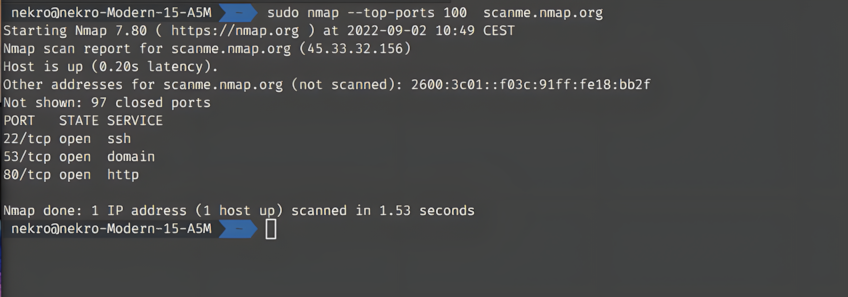 nekro@nekro-Modern-15-A5M ~ sudo nmap --top-ports 100  scanme.nmap.org
Starting Nmap 7.80 ( https://nmap.org ) at 2022-09-02 10:49 CEST
Nmap scan report for scanme.nmap.org (45.33.32.156)
Host is up (0.20s latency).
Other addresses for scanme.nmap.org (not scanned): 2600:3c01::f03c:91ff:fe18:bb2f
Not shown: 97 closed ports
PORT   STATE SERVICE
22/tcp open  ssh
53/tcp open  domain
80/tcp open  http
Nmap done: 1 IP address (1 host up) scanned in 1.53 seconds
nekro@nekro-Modern-15-A5M ~